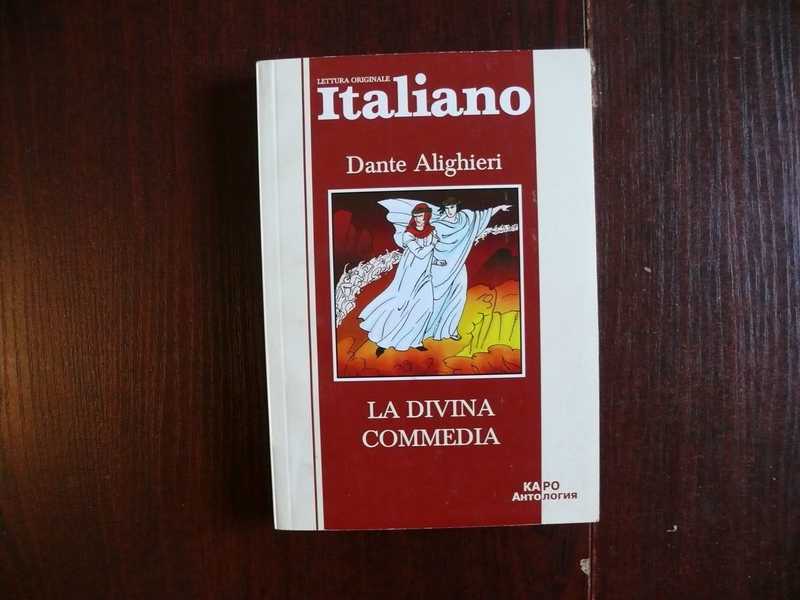 LETTURA ORIGINALE
Italiano
Dante Alighieri
LA DIVINA
COMMEDIA
КАРО
Антология